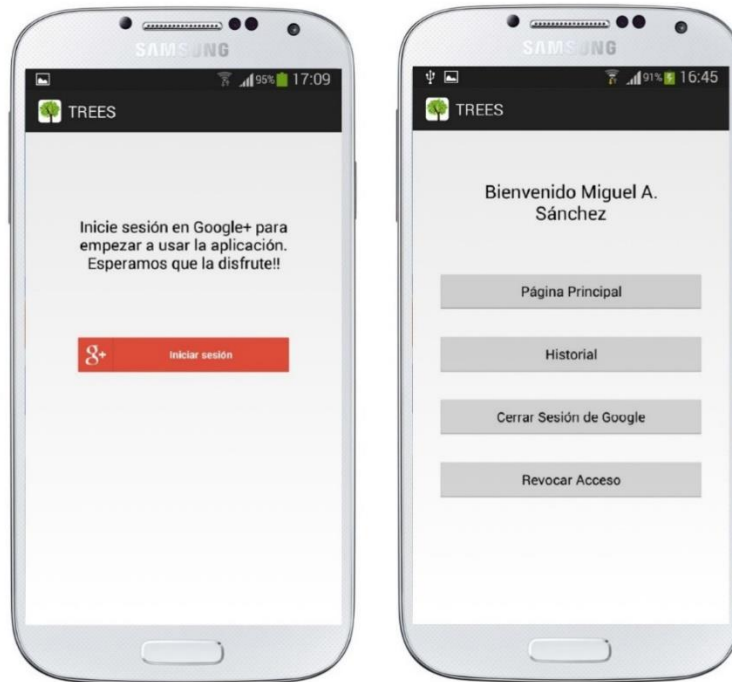 SAMSUNG
95% 17:09
TREES
Inicie sesión en Google+ para
empezar a usar la aplicación.
Esperamos que la disfrute!!
g+ Iniciar sesión
SAMSUNG
91% 16:45
TREES
Bienvenido Miguel A.
Sánchez
Página Principal
Historial
Cerrar Sesión de Google
Revocar Acceso